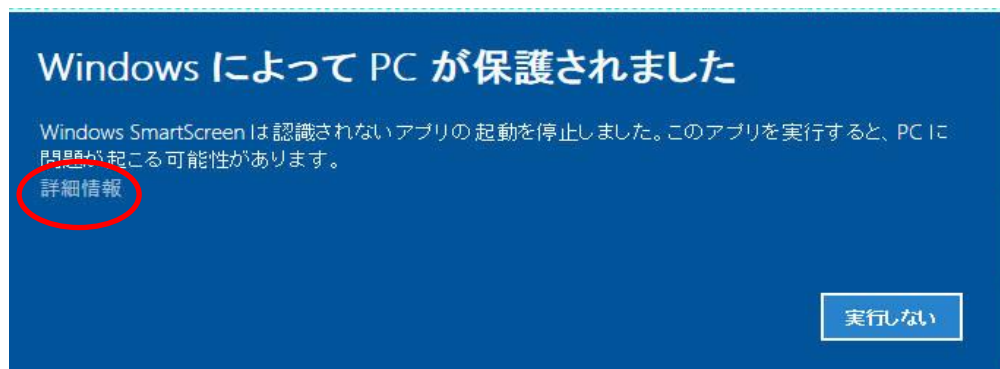 Windows によって PC が保護されました
Windows SmartScreen は認識されないアプリの起動を停止しました。このアプリを実行すると、PC に
問題が起こる可能性があります。
詳細情報
実行しない